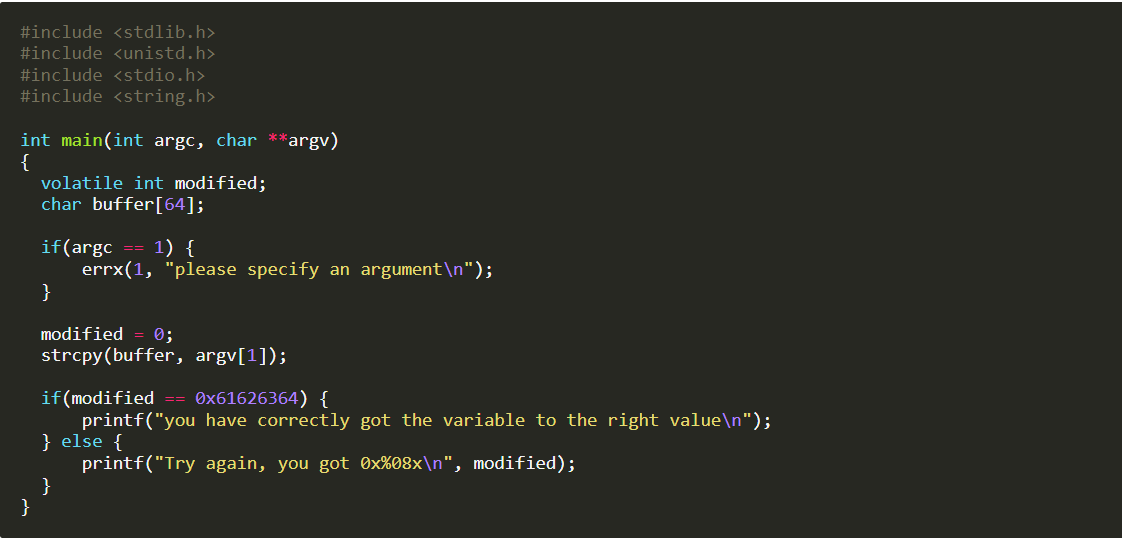 #include <stdlib.h>
#include <unistd.h>
#include <stdio.h>
#include <string.h>

int main(int argc, char **argv)
{
  volatile int modified;
  char buffer[64];

  if(argc == 1) {
      errx(1, "please specify an argument\n");
  }

  modified = 0;
  strcpy(buffer, argv[1]);

  if(modified == 0x61626364) {
      printf("you have correctly got the variable to the right value\n");
  } else {
      printf("Try again, you got 0x%08x\n", modified);
  }
}